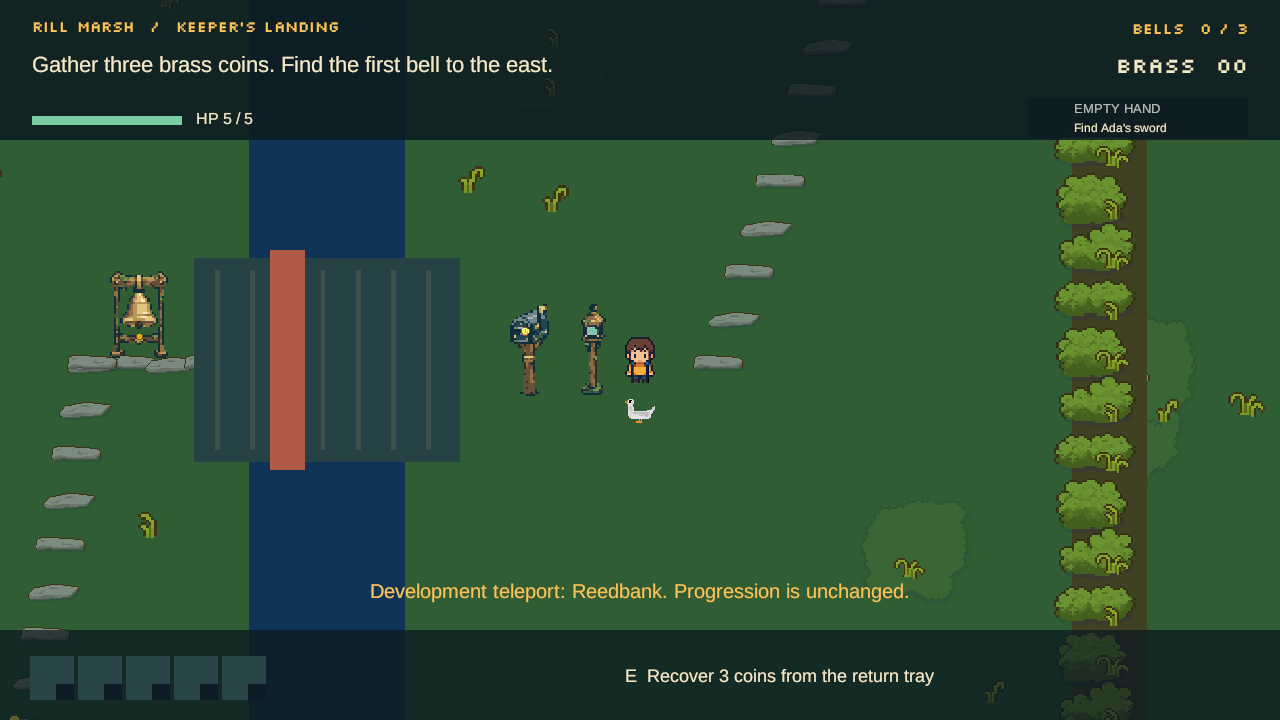 RILL MARSH / KEEPER'S LANDING
BELLS 0 / 3
Gather three brass coins. Find the first bell to the east.
BRASS 00
HP 5 / 5
EMPTY HAND
Find Ada's sword
Development teleport: Reedbank. Progression is unchanged.
E Recover 3 coins from the return tray